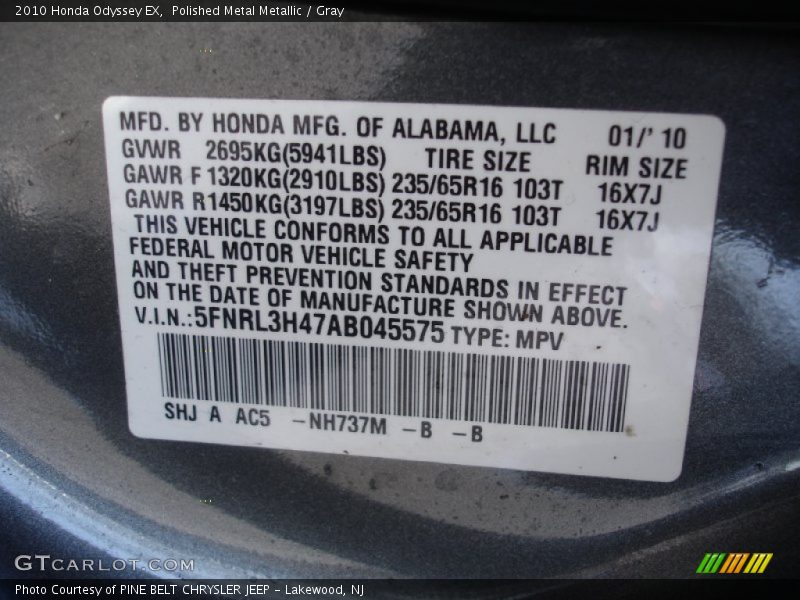 2010 Honda Odyssey EX, Polished Metal Metallic / Gray
MFD. BY HONDA MFG. OF ALABAMA, LLC 01/' 10
GVWR 2695KG(5941LBS) TIRE SIZE RIM SIZE
GAWR F 1320KG(2910LBS) 235/65R16 103T 16X7J
GAWR R1450KG(3197LBS) 235/65R16 103T 16X7J
THIS VEHICLE CONFORMS TO ALL APPLICABLE
FEDERAL MOTOR VEHICLE SAFETY
AND THEFT PREVENTION STANDARDS IN EFFECT
ON THE DATE OF MANUFACTURE SHOWN ABOVE.
V.I.N.:5FNRL3H47AB045575 TYPE: MPV
SHJ A AC5 -NH737M -B -B
GTCARLOT.COM
Photo Courtesy of PINE BELT CHRYSLER JEEP - Lakewood, NJ